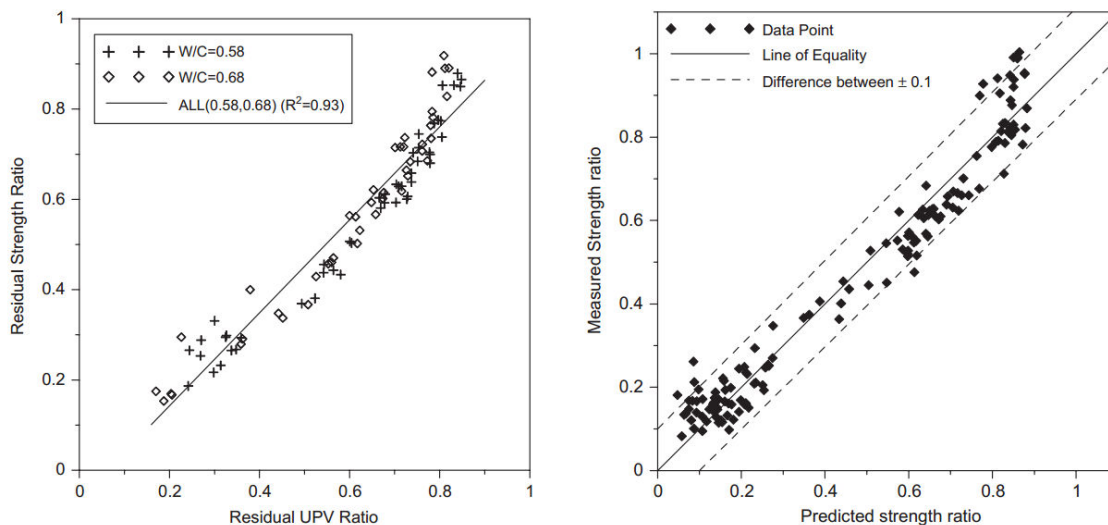 W/C=0.58
W/C=0.68
ALL(0.58,0.68) (R²=0.93)
Residual Strength Ratio
1
0.8
0.6
0.4
0.2
0
0.2
0.4
0.6
0.8
1
Residual UPV Ratio
Data Point
Line of Equality
Difference between ± 0.1
Measured Strength ratio
1
0.8
0.6
0.4
0.2
0
0
0.2
0.4
0.6
0.8
1
Predicted strength ratio